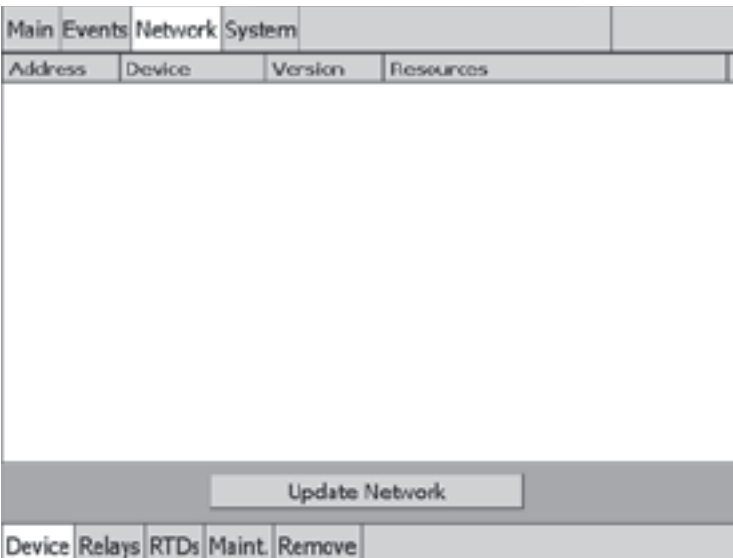 Main Events Network System
Address Device Version Resources
Update Network
Device Relays RTDs Maint. Remove